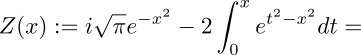 Z(x) := i√π e^{-x^2} − 2 ∫_0^x e^{t^2−x^2} dt =